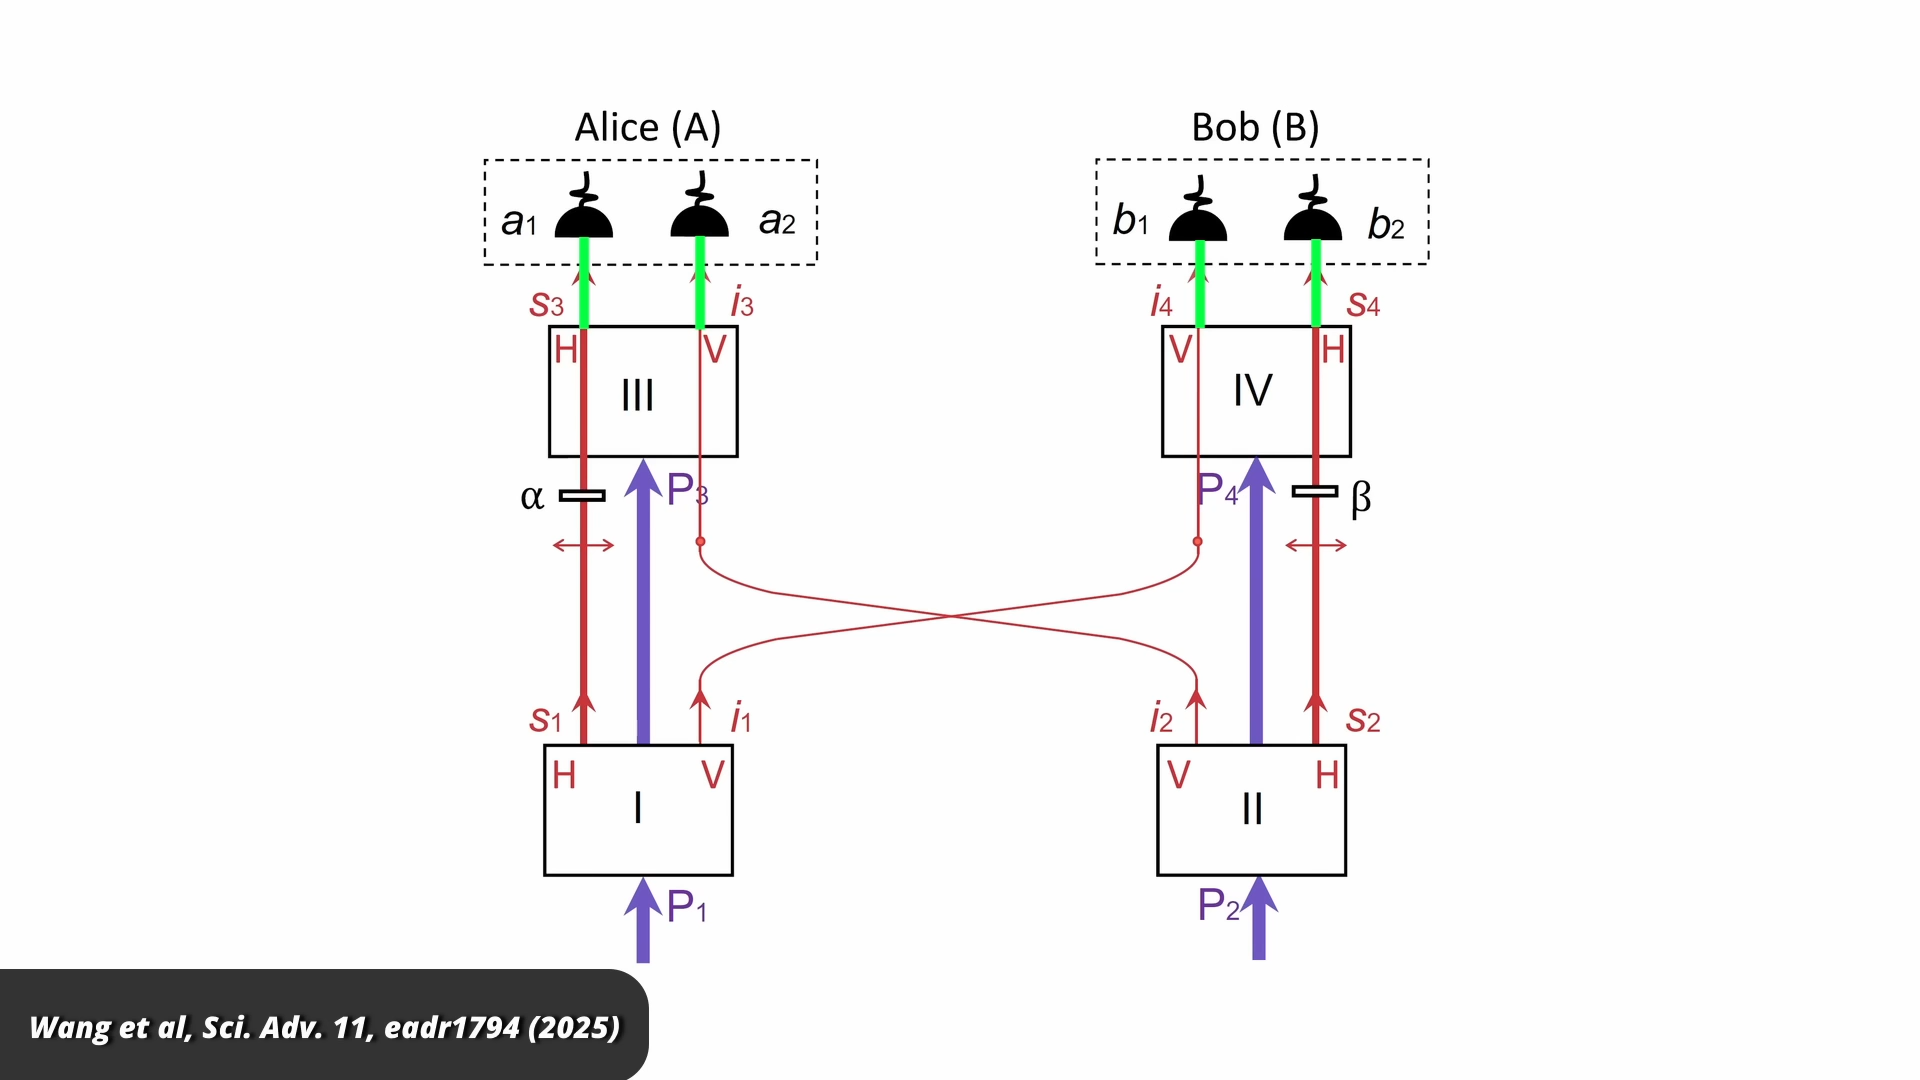 Alice (A)
Bob (B)
a1
a2
b1
b2
s3
i3
i4
s4
H
V
V
H
III
IV
α
P3
P4
β
s1
i1
i2
s2
H
V
V
H
I
II
P1
P2
Wang et al, Sci. Adv. 11, eadr1794 (2025)